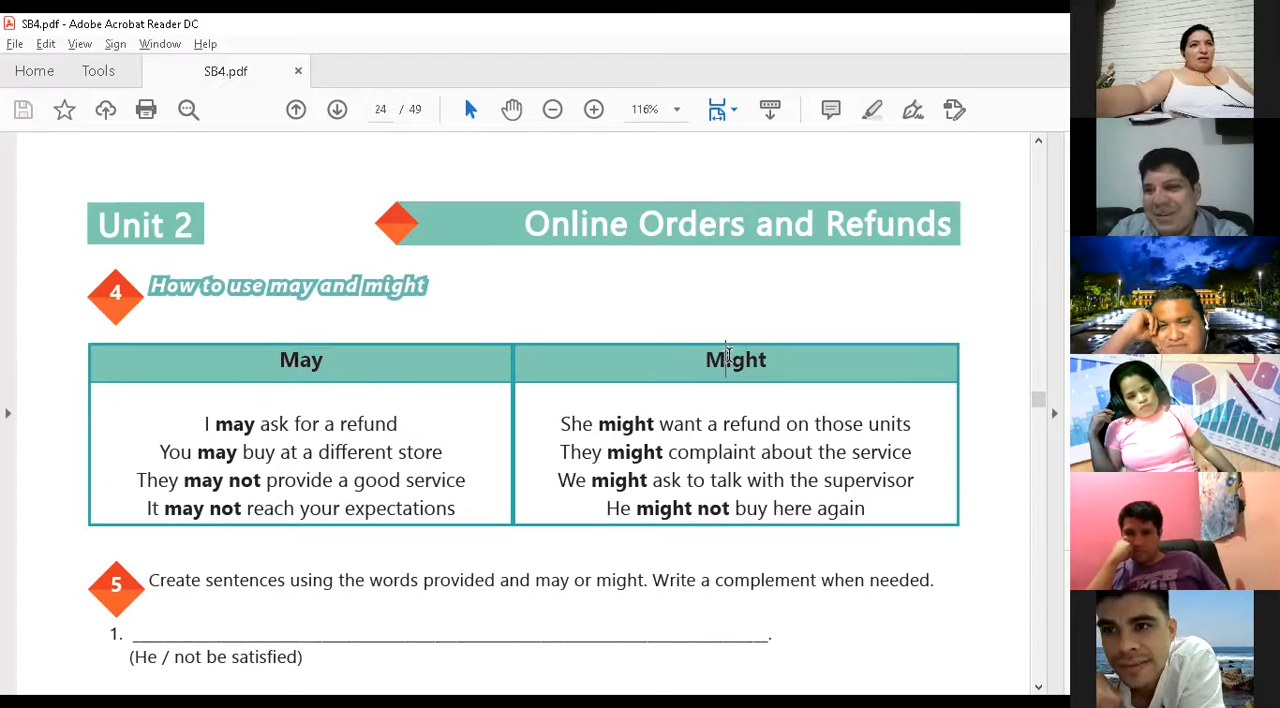 SB4.pdf - Adobe Acrobat Reader DC
File Edit View Sign Window Help
Home Tools SB4.pdf ×
24 / 49 116%
Unit 2 Online Orders and Refunds
4 How to use may and might
May Might
I may ask for a refund She might want a refund on those units
You may buy at a different store They might complaint about the service
They may not provide a good service We might ask to talk with the supervisor
It may not reach your expectations He might not buy here again
5 Create sentences using the words provided and may or might. Write a complement when needed.
1. ______________________________________________________________.
(He / not be satisfied)